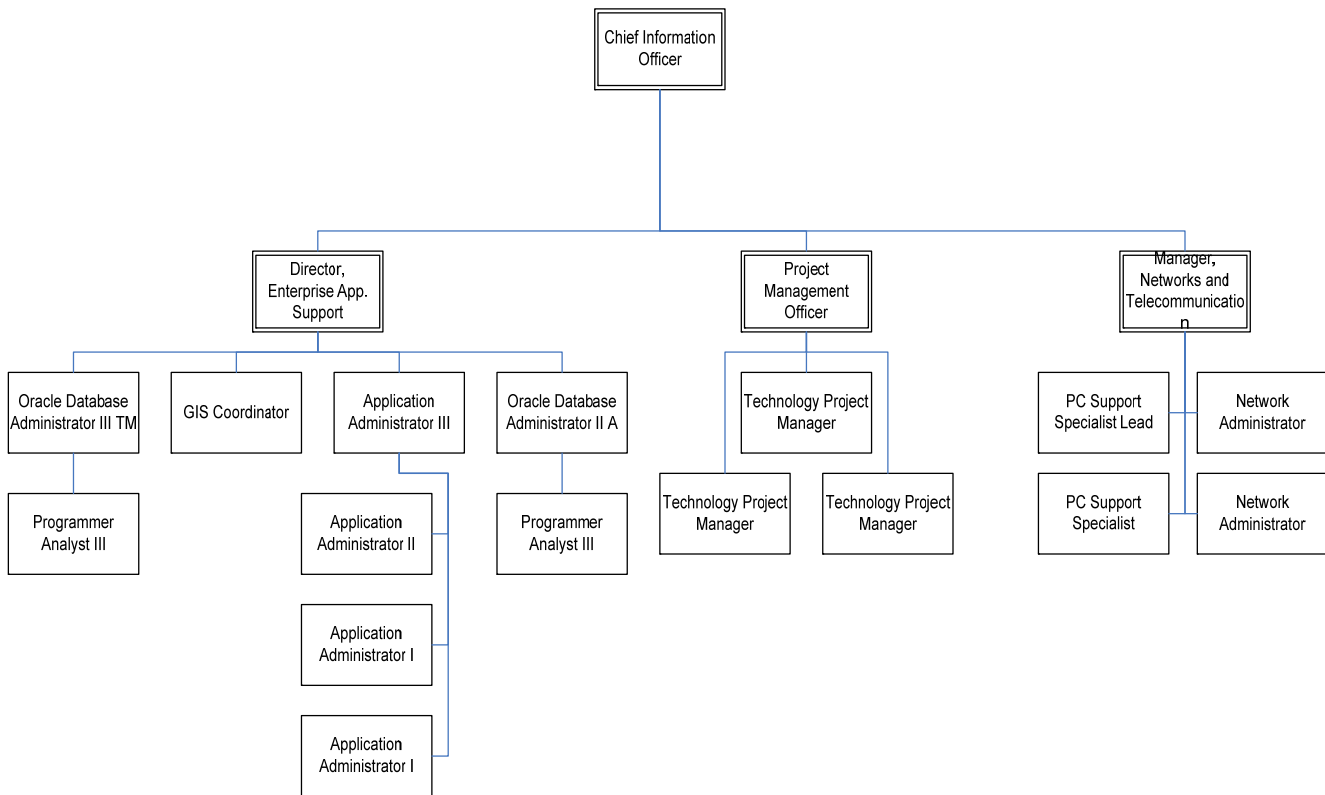 Chief Information
Officer
Director,
Enterprise App.
Support
Project
Management
Officer
Manager,
Networks and
Telecommunicatio
n
Oracle Database
Administrator III TM
GIS Coordinator
Application
Administrator III
Oracle Database
Administrator II A
Technology Project
Manager
PC Support
Specialist Lead
Network
Administrator
Programmer
Analyst III
Application
Administrator II
Programmer
Analyst III
Technology Project
Manager
Technology Project
Manager
PC Support
Specialist
Network
Administrator
Application
Administrator I
Application
Administrator I